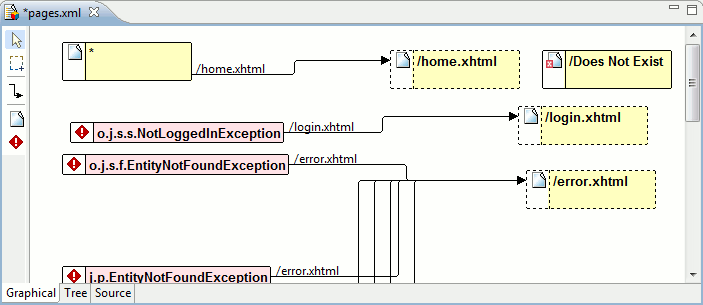 *pages.xml
*
/home.xhtml
/home.xhtml
/Does Not Exist
o.j.s.s.NotLoggedInException
/login.xhtml
/login.xhtml
o.j.s.f.EntityNotFoundException
/error.xhtml
/error.xhtml
j.p.EntityNotFoundException
/error.xhtml
Graphical Tree Source